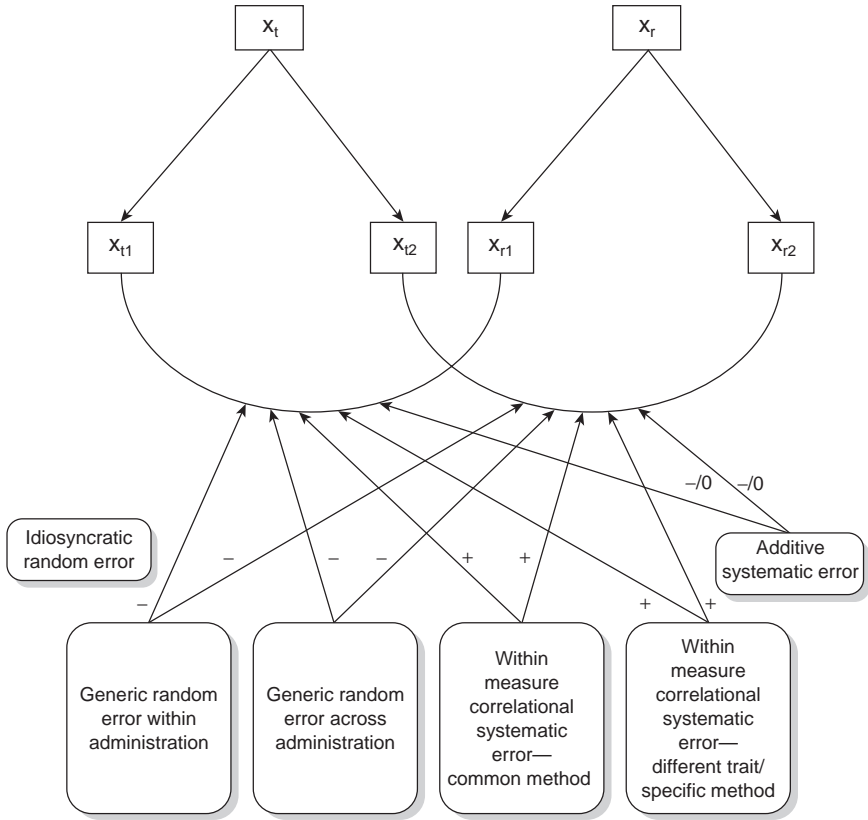 x_t
x_r
x_t1
x_t2
x_r1
x_r2
–/0
–/0
Idiosyncratic
random error
Additive
systematic error
–
–
–
+
+
–
+
+
Generic random
error within
administration
Generic random
error across
administration
Within
measure
correlational
systematic
error—
common method
Within
measure
correlational
systematic
error—
different trait/
specific method